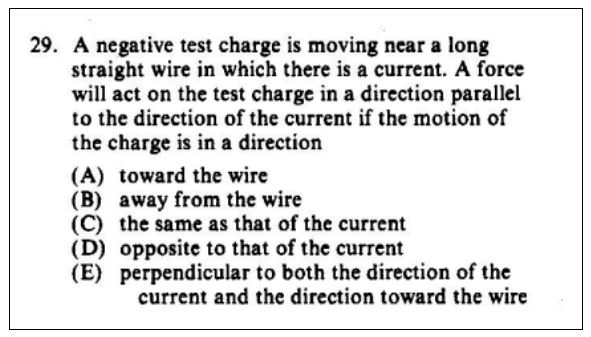 29. A negative test charge is moving near a long
straight wire in which there is a current. A force
will act on the test charge in a direction parallel
to the direction of the current if the motion of
the charge is in a direction
(A) toward the wire
(B) away from the wire
(C) the same as that of the current
(D) opposite to that of the current
(E) perpendicular to both the direction of the
current and the direction toward the wire